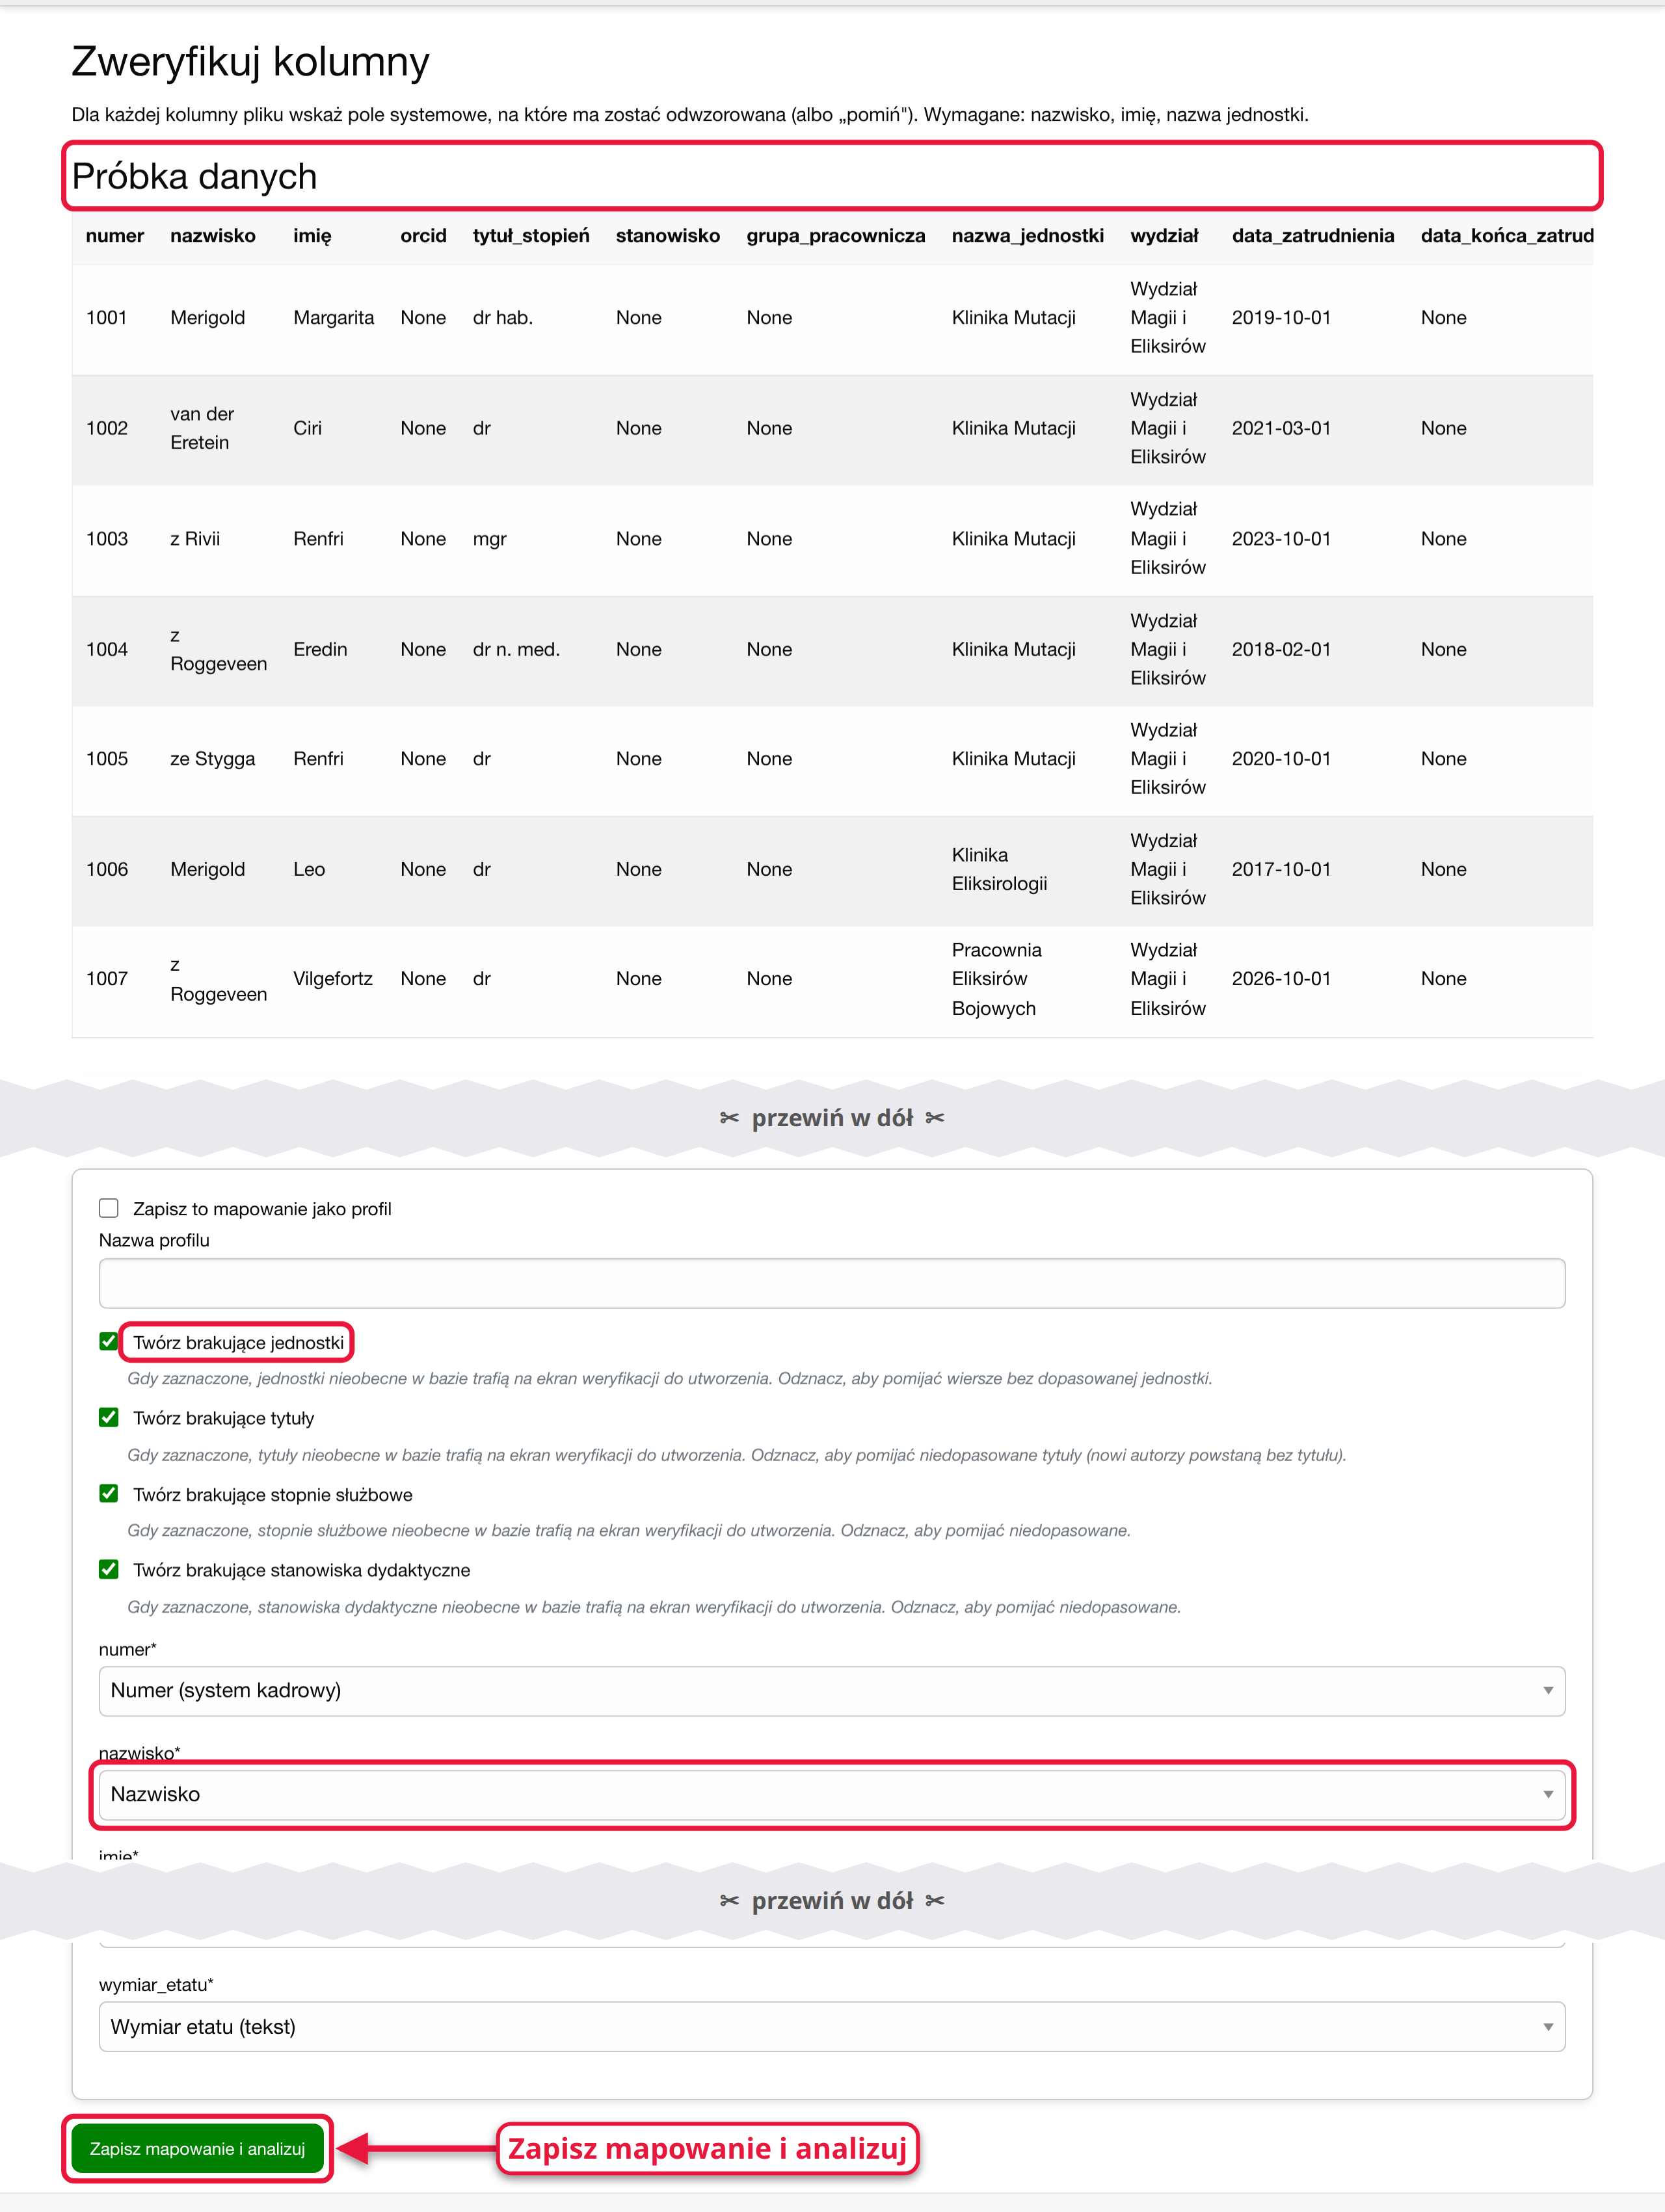 Zweryfikuj kolumny
Dla każdej kolumny pliku wskaż pole systemowe, na które ma zostać odwzorowana (albo „pomiń"). Wymagane: nazwisko, imię, nazwa jednostki.
Próbka danych
numer nazwisko imię orcid tytuł_stopień stanowisko grupa_pracownicza nazwa_jednostki wydział data_zatrudnienia data_końca_zatrud
1001 Merigold Margarita None dr hab. None None Klinika Mutacji Wydział Magii i Eliksirów 2019-10-01 None
1002 van der Eretein Ciri None dr None None Klinika Mutacji Wydział Magii i Eliksirów 2021-03-01 None
1003 z Rivii Renfri None mgr None None Klinika Mutacji Wydział Magii i Eliksirów 2023-10-01 None
1004 z Roggeveen Eredin None dr n. med. None None Klinika Mutacji Wydział Magii i Eliksirów 2018-02-01 None
1005 ze Stygga Renfri None dr None None Klinika Mutacji Wydział Magii i Eliksirów 2020-10-01 None
1006 Merigold Leo None dr None None Klinika Eliksirologii Wydział Magii i Eliksirów 2017-10-01 None
1007 z Roggeveen Vilgefortz None dr None None Pracownia Eliksirów Bojowych Wydział Magii i Eliksirów 2026-10-01 None
✂ przewiń w dół ✂
Zapisz to mapowanie jako profil
Nazwa profilu
Twórz brakujące jednostki
Gdy zaznaczone, jednostki nieobecne w bazie trafią na ekran weryfikacji do utworzenia. Odznacz, aby pomijać wiersze bez dopasowanej jednostki.
Twórz brakujące tytuły
Gdy zaznaczone, tytuły nieobecne w bazie trafią na ekran weryfikacji do utworzenia. Odznacz, aby pomijać niedopasowane tytuły (nowi autorzy powstaną bez tytułu).
Twórz brakujące stopnie służbowe
Gdy zaznaczone, stopnie służbowe nieobecne w bazie trafią na ekran weryfikacji do utworzenia. Odznacz, aby pomijać niedopasowane.
Twórz brakujące stanowiska dydaktyczne
Gdy zaznaczone, stanowiska dydaktyczne nieobecne w bazie trafią na ekran weryfikacji do utworzenia. Odznacz, aby pomijać niedopasowane.
numer*
Numer (system kadrowy)
nazwisko*
Nazwisko
imię*
✂ przewiń w dół ✂
wymiar_etatu*
Wymiar etatu (tekst)
Zapisz mapowanie i analizuj
Zapisz mapowanie i analizuj